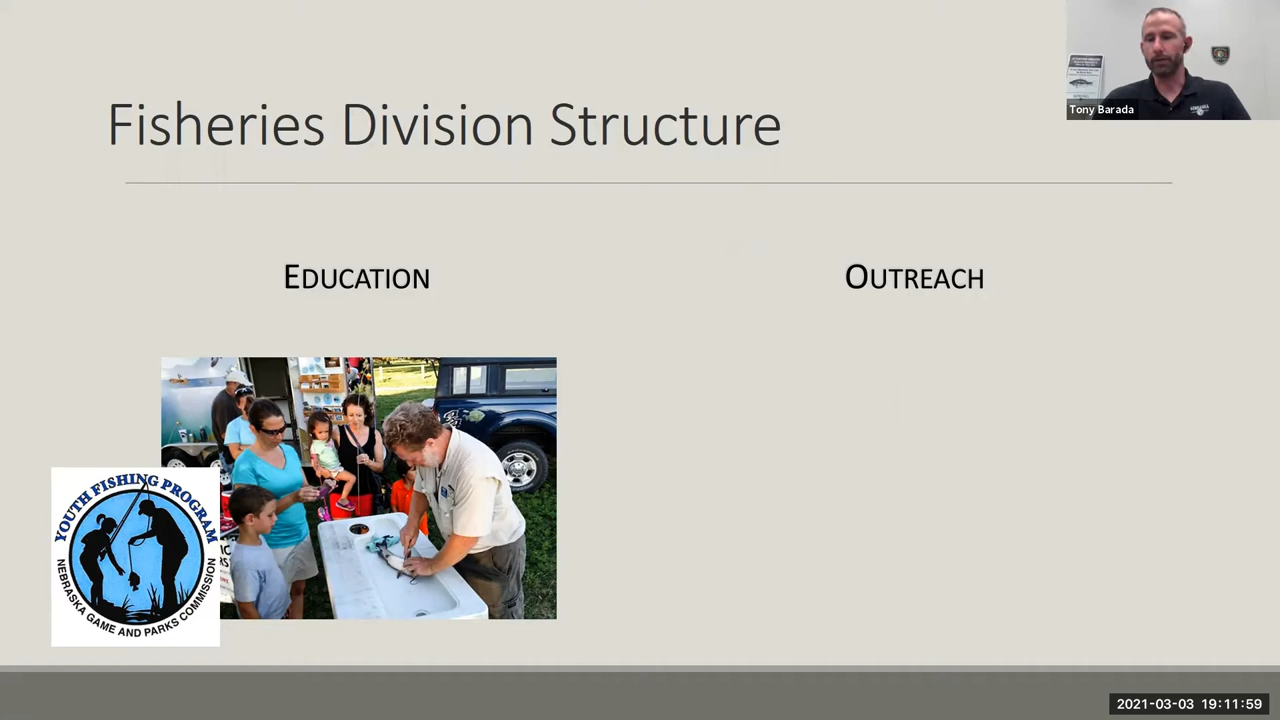 Fisheries Division Structure
Tony Barada
EDUCATION
OUTREACH
YOUTH FISHING PROGRAM
NEBRASKA GAME AND PARKS COMMISSION
2021-03-03 19:11:59